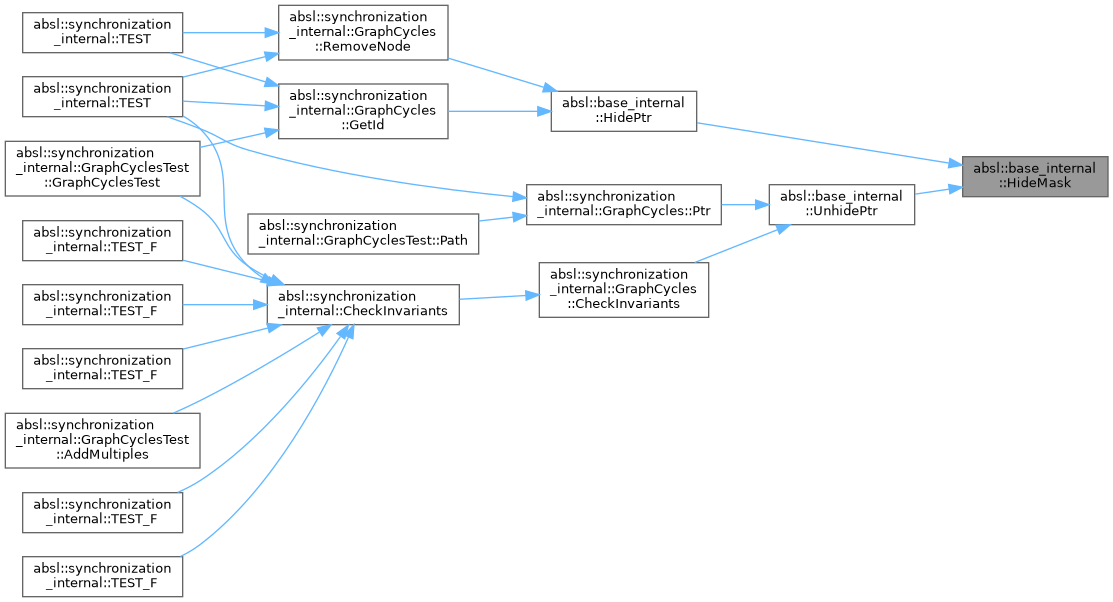 absl::synchronization
_internal::TEST
absl::synchronization
_internal::GraphCycles
::RemoveNode
absl::synchronization
_internal::TEST
absl::synchronization
_internal::GraphCycles
::GetId
absl::base_internal
::HidePtr
absl::synchronization
_internal::GraphCyclesTest
::GraphCyclesTest
absl::base_internal
::HideMask
absl::synchronization
_internal::GraphCycles::Ptr
absl::base_internal
::UnhidePtr
absl::synchronization
_internal::GraphCyclesTest::Path
absl::synchronization
_internal::TEST_F
absl::synchronization
_internal::GraphCycles
::CheckInvariants
absl::synchronization
_internal::CheckInvariants
absl::synchronization
_internal::TEST_F
absl::synchronization
_internal::TEST_F
absl::synchronization
_internal::GraphCyclesTest
::AddMultiples
absl::synchronization
_internal::TEST_F
absl::synchronization
_internal::TEST_F